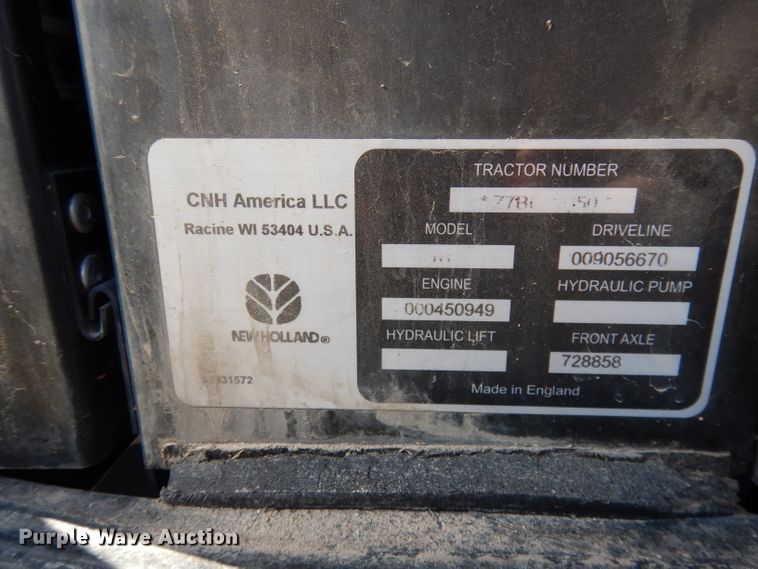 CNH America LLC
Racine WI 53404 U.S.A.
NEW HOLLAND®
TRACTOR NUMBER
MODEL DRIVELINE
009056670
ENGINE HYDRAULIC PUMP
000450949
HYDRAULIC LIFT FRONT AXLE
728858
Made in England
Purple Wave Auction